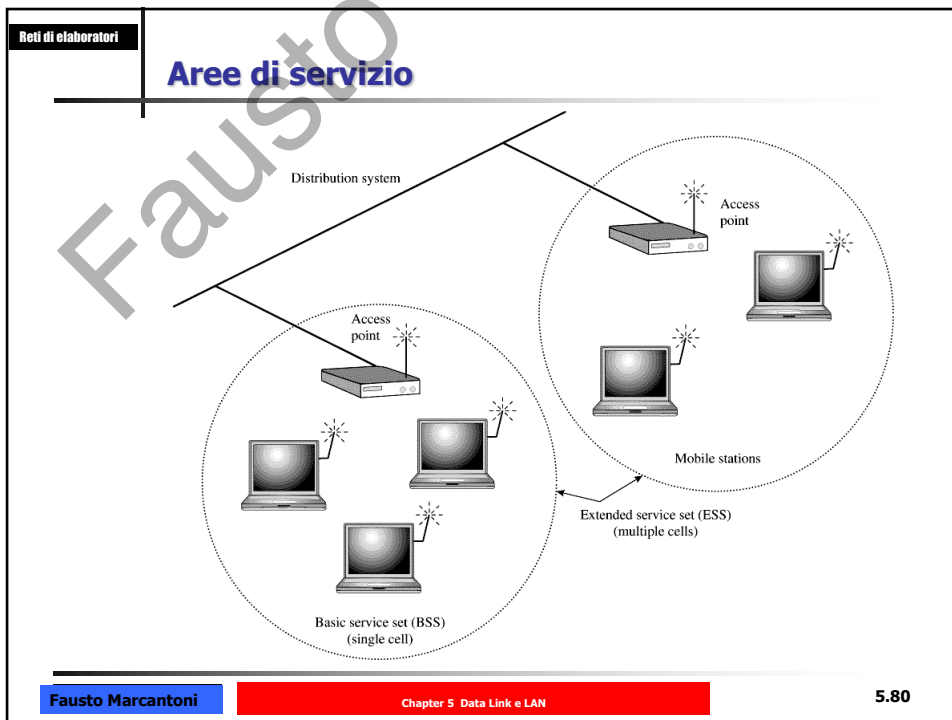 Reti di elaboratori
Aree di servizio
Fausto
Distribution system
Access
point
Access
point
Mobile stations
Extended service set (ESS)
(multiple cells)
Basic service set (BSS)
(single cell)
Fausto Marcantoni
Chapter 5 Data Link e LAN
5.80